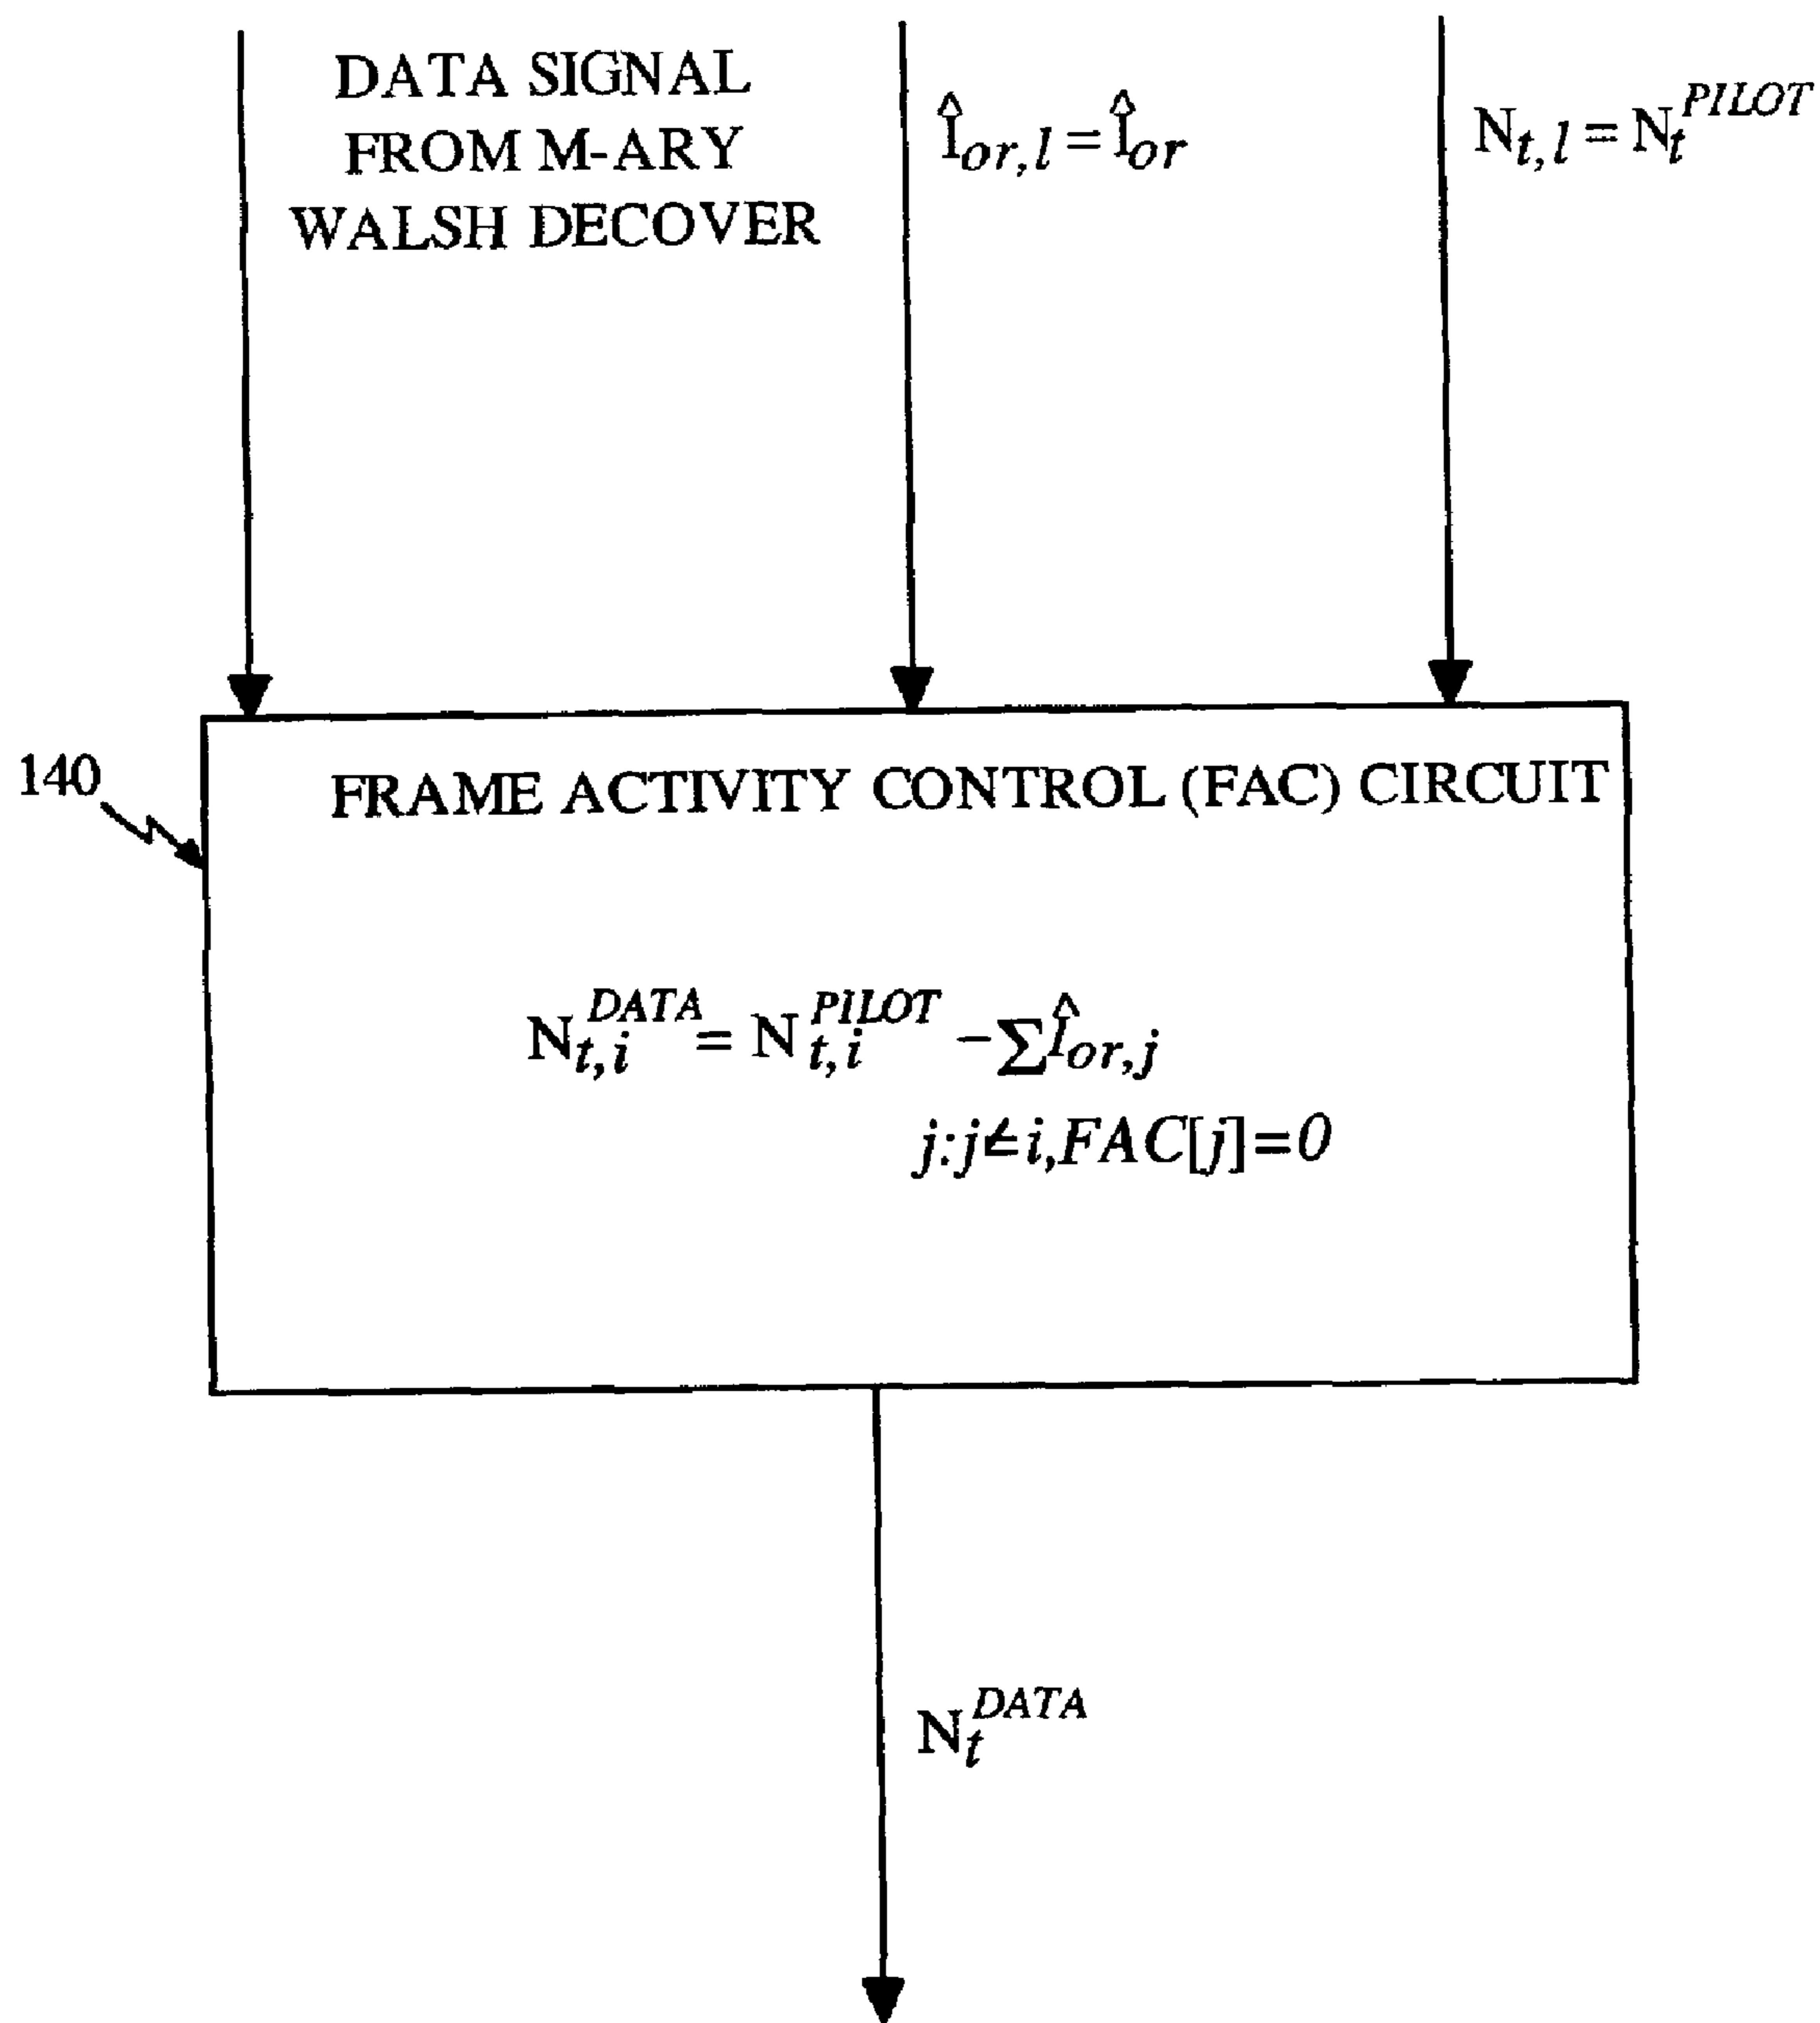 DATA SIGNAL
FROM M-ARY
WALSH DECOVER
Î_{or,l} = Î_{or}
N_{t,l} = N_t^{PILOT}
140
FRAME ACTIVITY CONTROL (FAC) CIRCUIT
N_{t,i}^{DATA} = N_{t,i}^{PILOT} - Σ Î_{or,j}
j:j≠i,FAC[j]=0
N_t^{DATA}